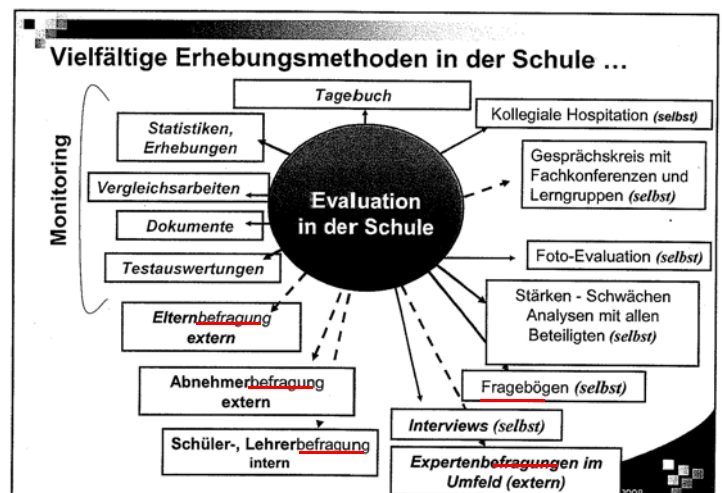 Vielfältige Erhebungsmethoden in der Schule ...
Tagebuch
Kollegiale Hospitation (selbst)
Statistiken,
Erhebungen
Gesprächskreis mit
Fachkonferenzen und
Lerngruppen (selbst)
Monitoring
Vergleichsarbeiten
Evaluation
in der Schule
Dokumente
Foto-Evaluation (selbst)
Testauswertungen
Stärken - Schwächen
Analysen mit allen
Beteiligten (selbst)
Elternbefragung
extern
Abnehmerbefragung
extern
Fragebögen (selbst)
Interviews (selbst)
Schüler-, Lehrerbefragung
intern
Expertenbefragungen im
Umfeld (extern)